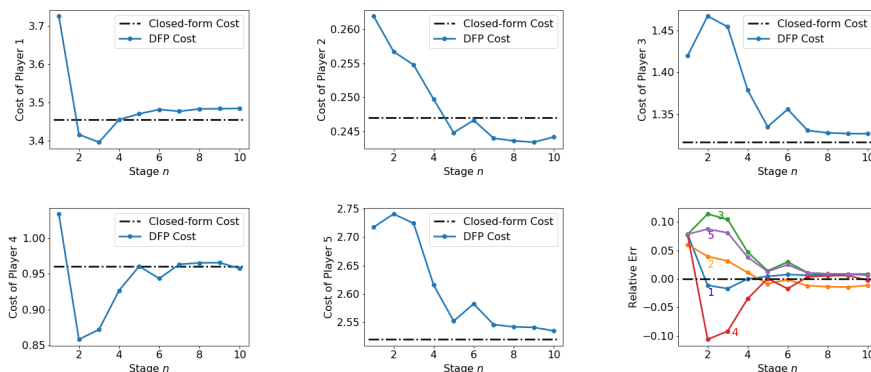 Cost of Player 1
3.7
3.6
3.5
3.4
Closed-form Cost
DFP Cost
2 4 6 8 10
Stage n
Cost of Player 2
0.260
0.255
0.250
0.245
Closed-form Cost
DFP Cost
2 4 6 8 10
Stage n
Cost of Player 3
1.45
1.40
1.35
Closed-form Cost
DFP Cost
2 4 6 8 10
Stage n
Cost of Player 4
1.00
0.95
0.90
0.85
Closed-form Cost
DFP Cost
2 4 6 8 10
Stage n
Cost of Player 5
2.75
2.70
2.65
2.60
2.55
Closed-form Cost
DFP Cost
2 4 6 8 10
Stage n
Relative Err
0.10
0.05
0.00
−0.05
−0.10
3
5
2
1
4
2 4 6 8 10
Stage n